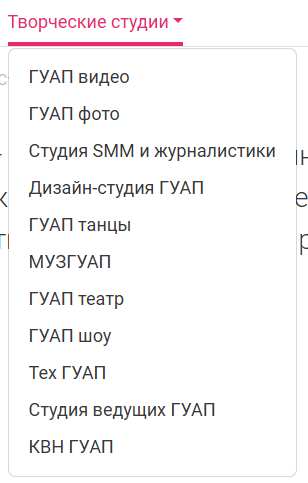 Творческие студии
ГУАП видео
ГУАП фото
Студия SMM и журналистики
Дизайн-студия ГУАП
ГУАП танцы
МУЗГУАП
ГУАП театр
ГУАП шоу
Тех ГУАП
Студия ведущих ГУАП
КВН ГУАП